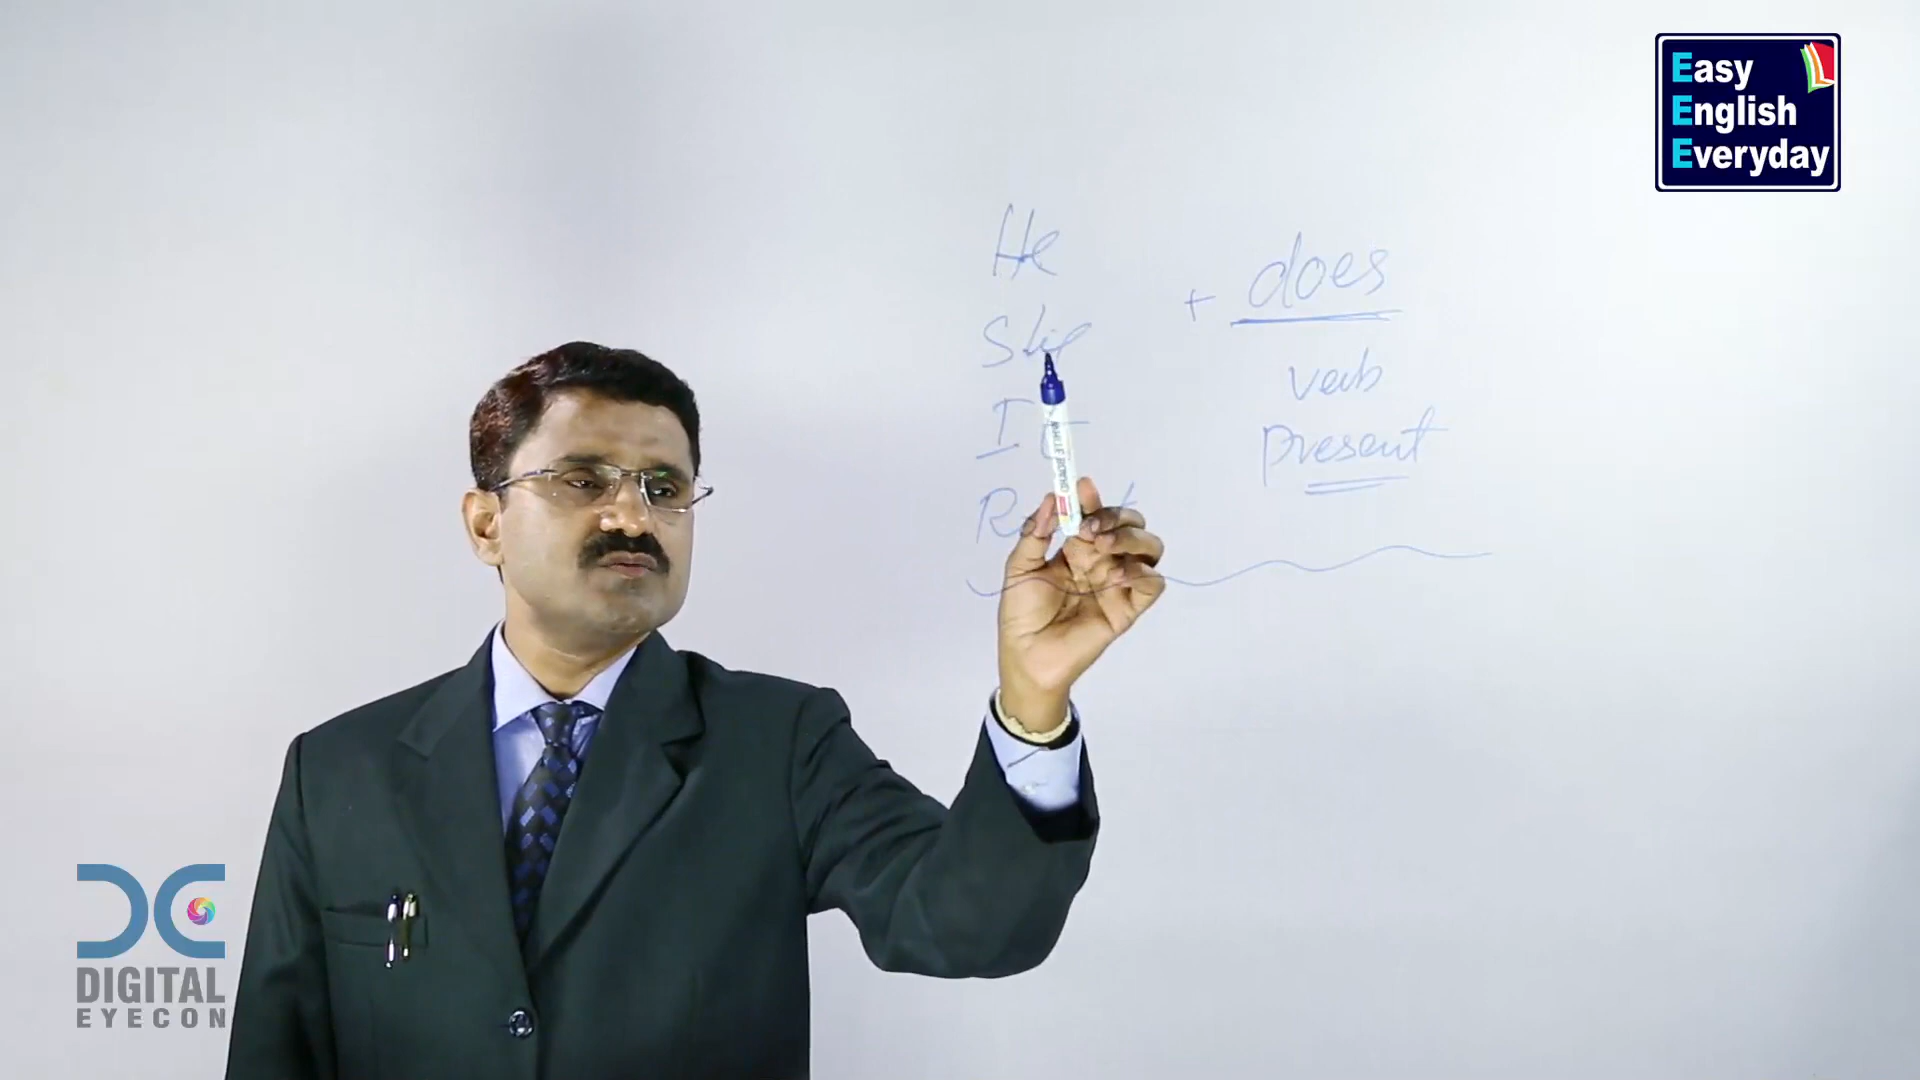 Easy
English
Everyday
He
She
+ does
It
verb
present
DIGITAL
EYECON